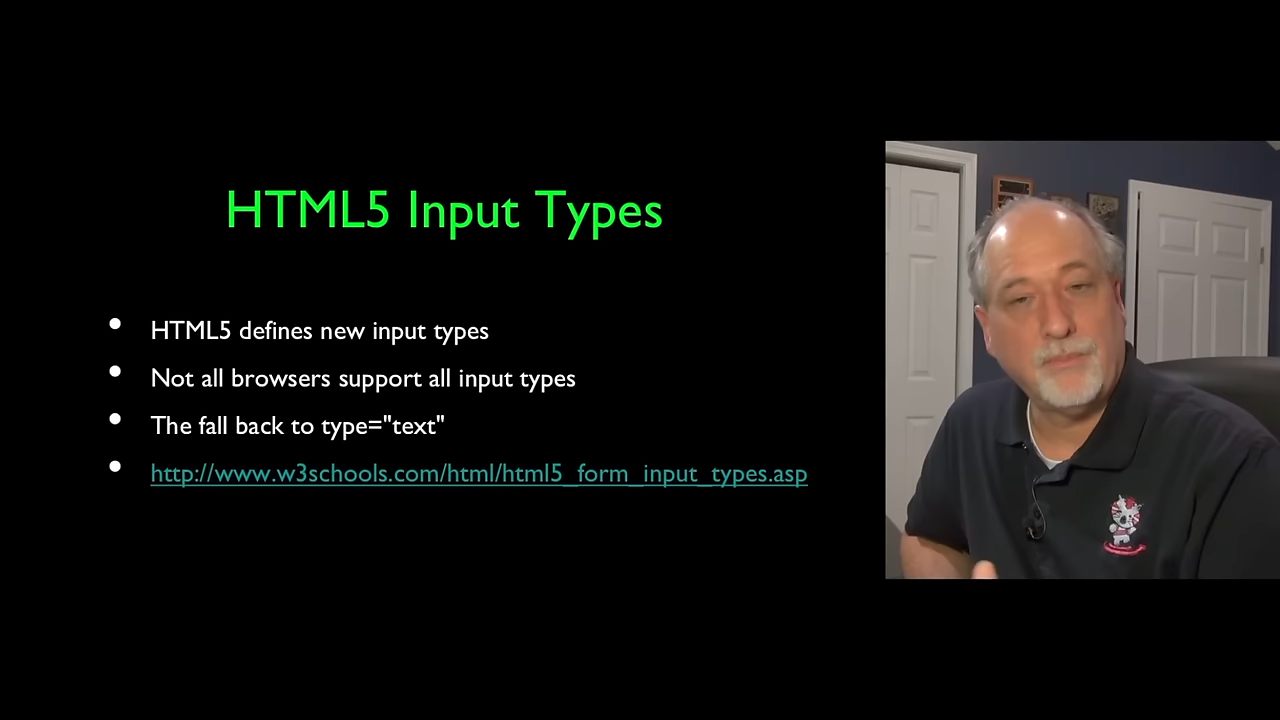 HTML5 Input Types
• HTML5 defines new input types
• Not all browsers support all input types
• The fall back to type="text"
• http://www.w3schools.com/html/html5_form_input_types.asp